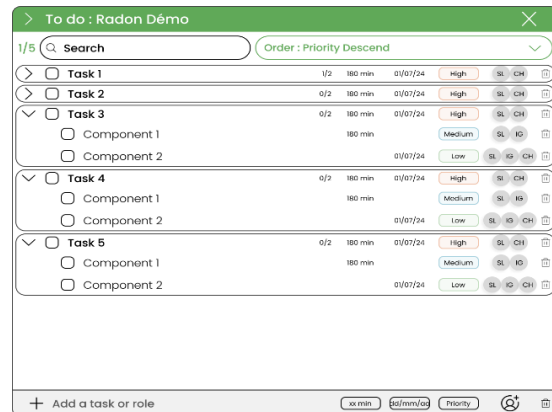 To do : Radon Démo
1/5 Search Order : Priority Descend
Task 1 1/2 180 min 01/07/24 High SL CH
Task 2 0/2 180 min 01/07/24 High SL CH
Task 3 0/2 180 min 01/07/24 High SL CH
Component 1 180 min Medium SL IG
Component 2 01/07/24 Low SL IG CH
Task 4 0/2 180 min 01/07/24 High SL CH
Component 1 180 min Medium SL IG
Component 2 01/07/24 Low SL IG CH
Task 5 0/2 180 min 01/07/24 High SL CH
Component 1 180 min Medium SL IG
Component 2 01/07/24 Low SL IG CH
Add a task or role xx min Priority